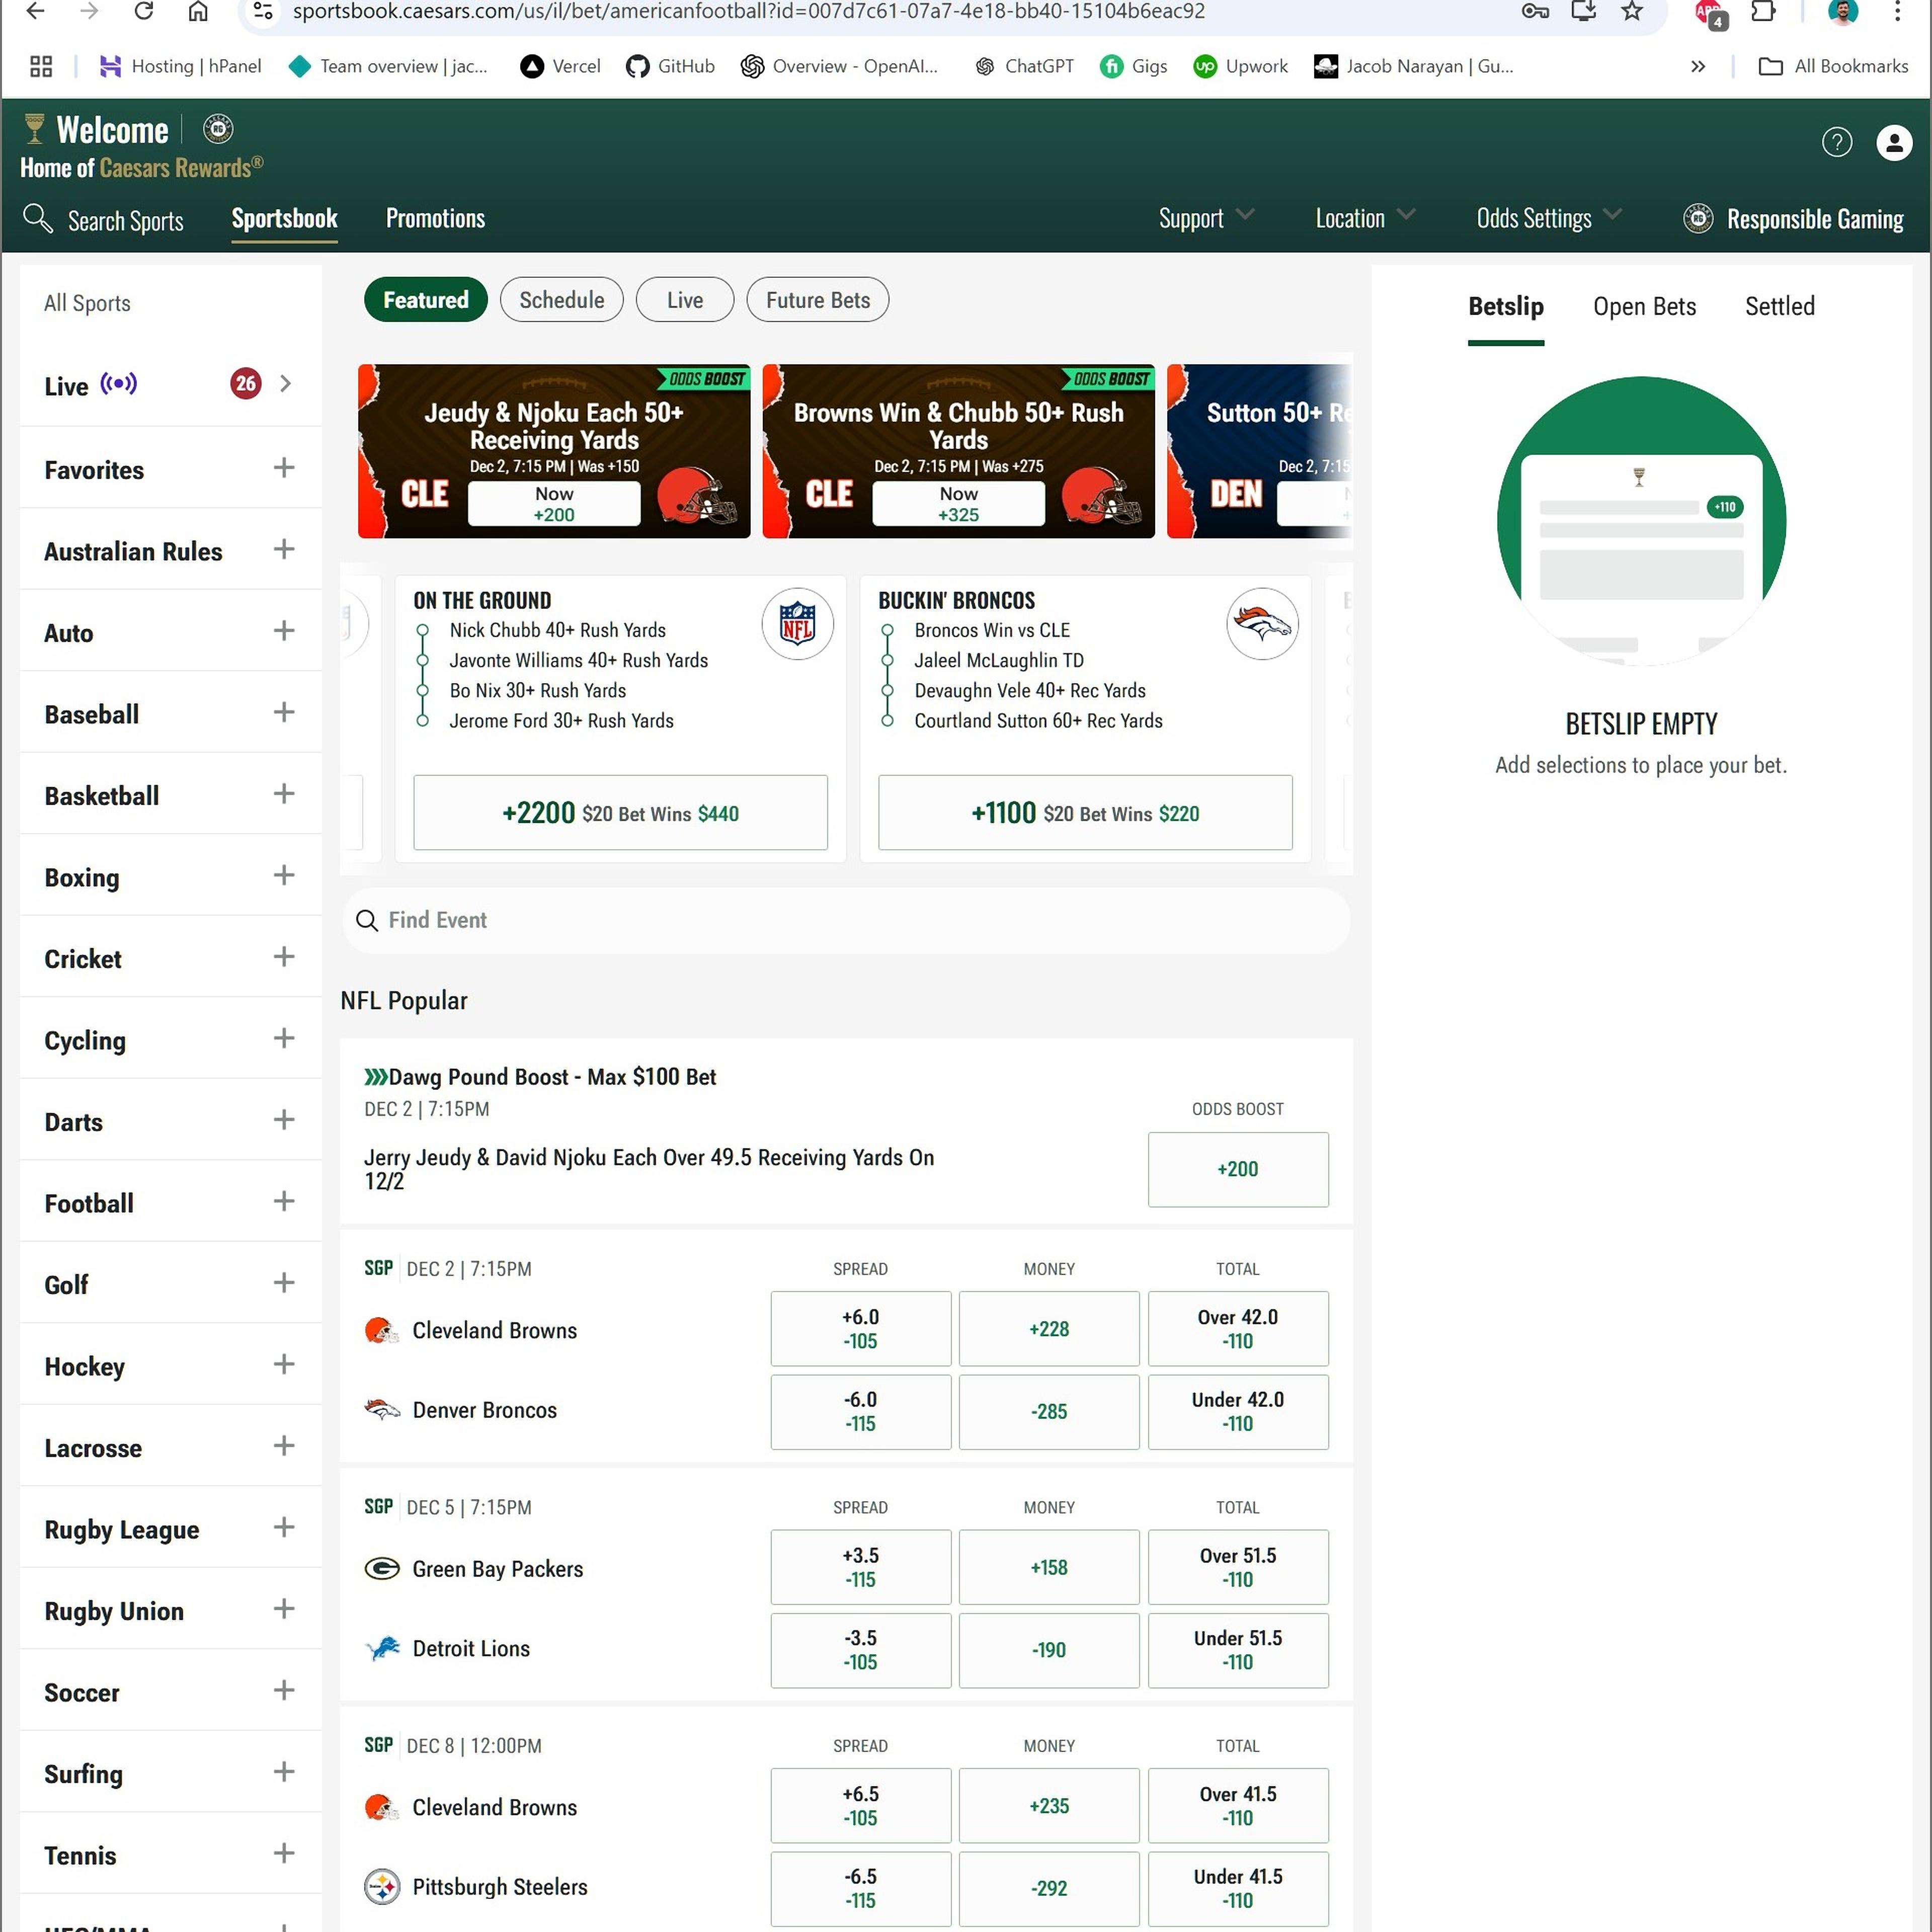 sportsbook.caesars.com/us/il/bet/americanfootball?id=007d7c61-07a7-4e18-bb40-15104b6eac92
4
Hosting | hPanel
Team overview | jac...
Vercel
GitHub
Overview - OpenAI...
ChatGPT
Gigs
Upwork
Jacob Narayan | Gu...
All Bookmarks
Welcome
Home of Caesars Rewards®
Search Sports
Sportsbook
Promotions
Support
Location
Odds Settings
Responsible Gaming
All Sports
Live
26
Favorites
Australian Rules
Auto
Baseball
Basketball
Boxing
Cricket
Cycling
Darts
Football
Golf
Hockey
Lacrosse
Rugby League
Rugby Union
Soccer
Surfing
Tennis
UFC/MMA
Featured
Schedule
Live
Future Bets
ODDS BOOST
Jeudy & Njoku Each 50+
Receiving Yards
Dec 2, 7:15 PM | Was +150
CLE
Now
+200
ODDS BOOST
Browns Win & Chubb 50+ Rush
Yards
Dec 2, 7:15 PM | Was +275
CLE
Now
+325
Sutton 50+
Dec 2, 7:15
DEN
ON THE GROUND
NFL
Nick Chubb 40+ Rush Yards
Javonte Williams 40+ Rush Yards
Bo Nix 30+ Rush Yards
Jerome Ford 30+ Rush Yards
+2200 $20 Bet Wins $440
BUCKIN' BRONCOS
Broncos Win vs CLE
Jaleel McLaughlin TD
Devaughn Vele 40+ Rec Yards
Courtland Sutton 60+ Rec Yards
+1100 $20 Bet Wins $220
Find Event
NFL Popular
Dawg Pound Boost - Max $100 Bet
DEC 2 | 7:15PM
ODDS BOOST
Jerry Jeudy & David Njoku Each Over 49.5 Receiving Yards On
12/2
+200
SGP DEC 2 | 7:15PM
SPREAD
MONEY
TOTAL
Cleveland Browns
+6.0
-105
+228
Over 42.0
-110
Denver Broncos
-6.0
-115
-285
Under 42.0
-110
SGP DEC 5 | 7:15PM
SPREAD
MONEY
TOTAL
Green Bay Packers
+3.5
-115
+158
Over 51.5
-110
Detroit Lions
-3.5
-105
-190
Under 51.5
-110
SGP DEC 8 | 12:00PM
SPREAD
MONEY
TOTAL
Cleveland Browns
+6.5
-105
+235
Over 41.5
-110
Pittsburgh Steelers
-6.5
-115
-292
Under 41.5
-110
Betslip
Open Bets
Settled
+110
BETSLIP EMPTY
Add selections to place your bet.